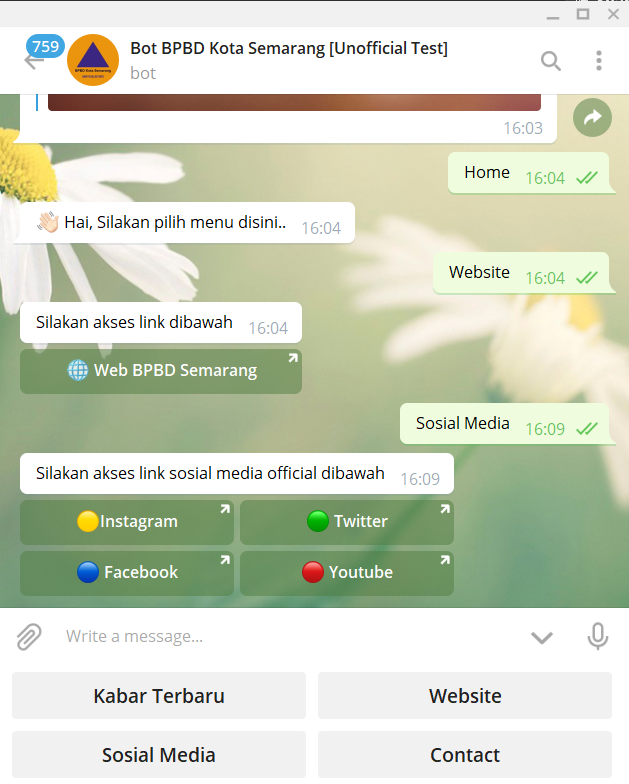 759
Bot BPBD Kota Semarang [Unofficial Test]
bot
BPBD Kota Semarang
16:03
Home 16:04
👋🏻 Hai, Silakan pilih menu disini.. 16:04
Website 16:04
Silakan akses link dibawah 16:04
🌐 Web BPBD Semarang
Sosial Media 16:09
Silakan akses link sosial media official dibawah 16:09
🟡Instagram
🟢 Twitter
🔵 Facebook
🔴 Youtube
Write a message...
Kabar Terbaru
Website
Sosial Media
Contact